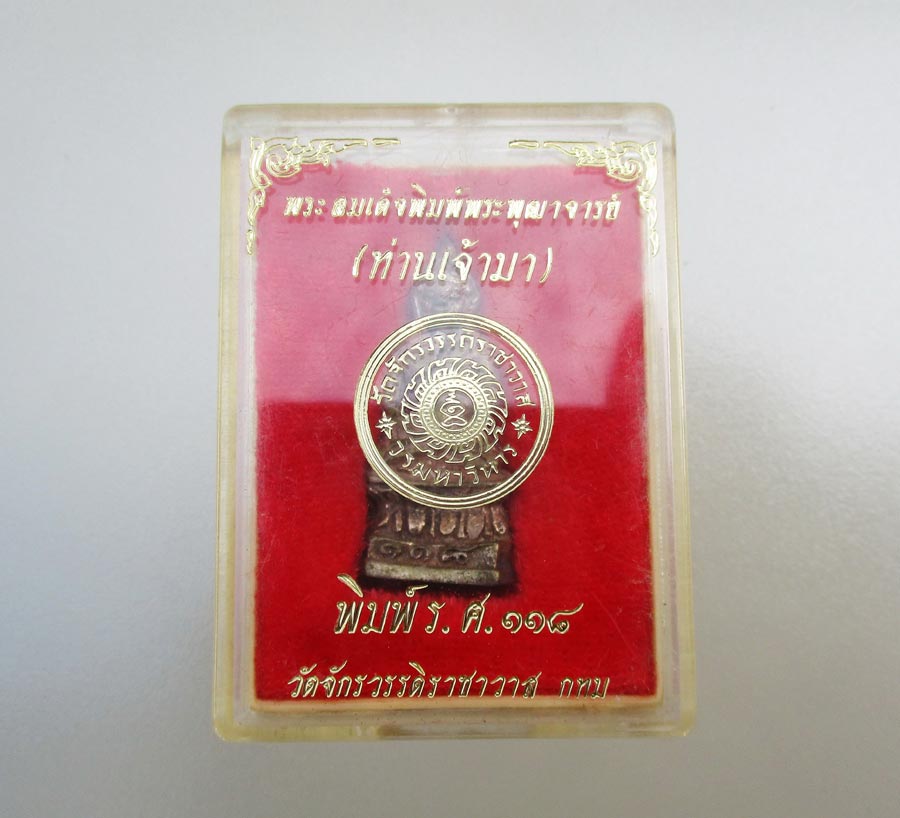 พระสมเด็จพิมพ์พระพุฒาจารย์
(ท่านเจ้ามา)
วัดจักรวรรดิราชาวาส
วรมหาวิหาร
๑๑๘
พิมพ์ ร.ศ.๑๑๘
วัดจักรวรรดิราชาวาส กทม